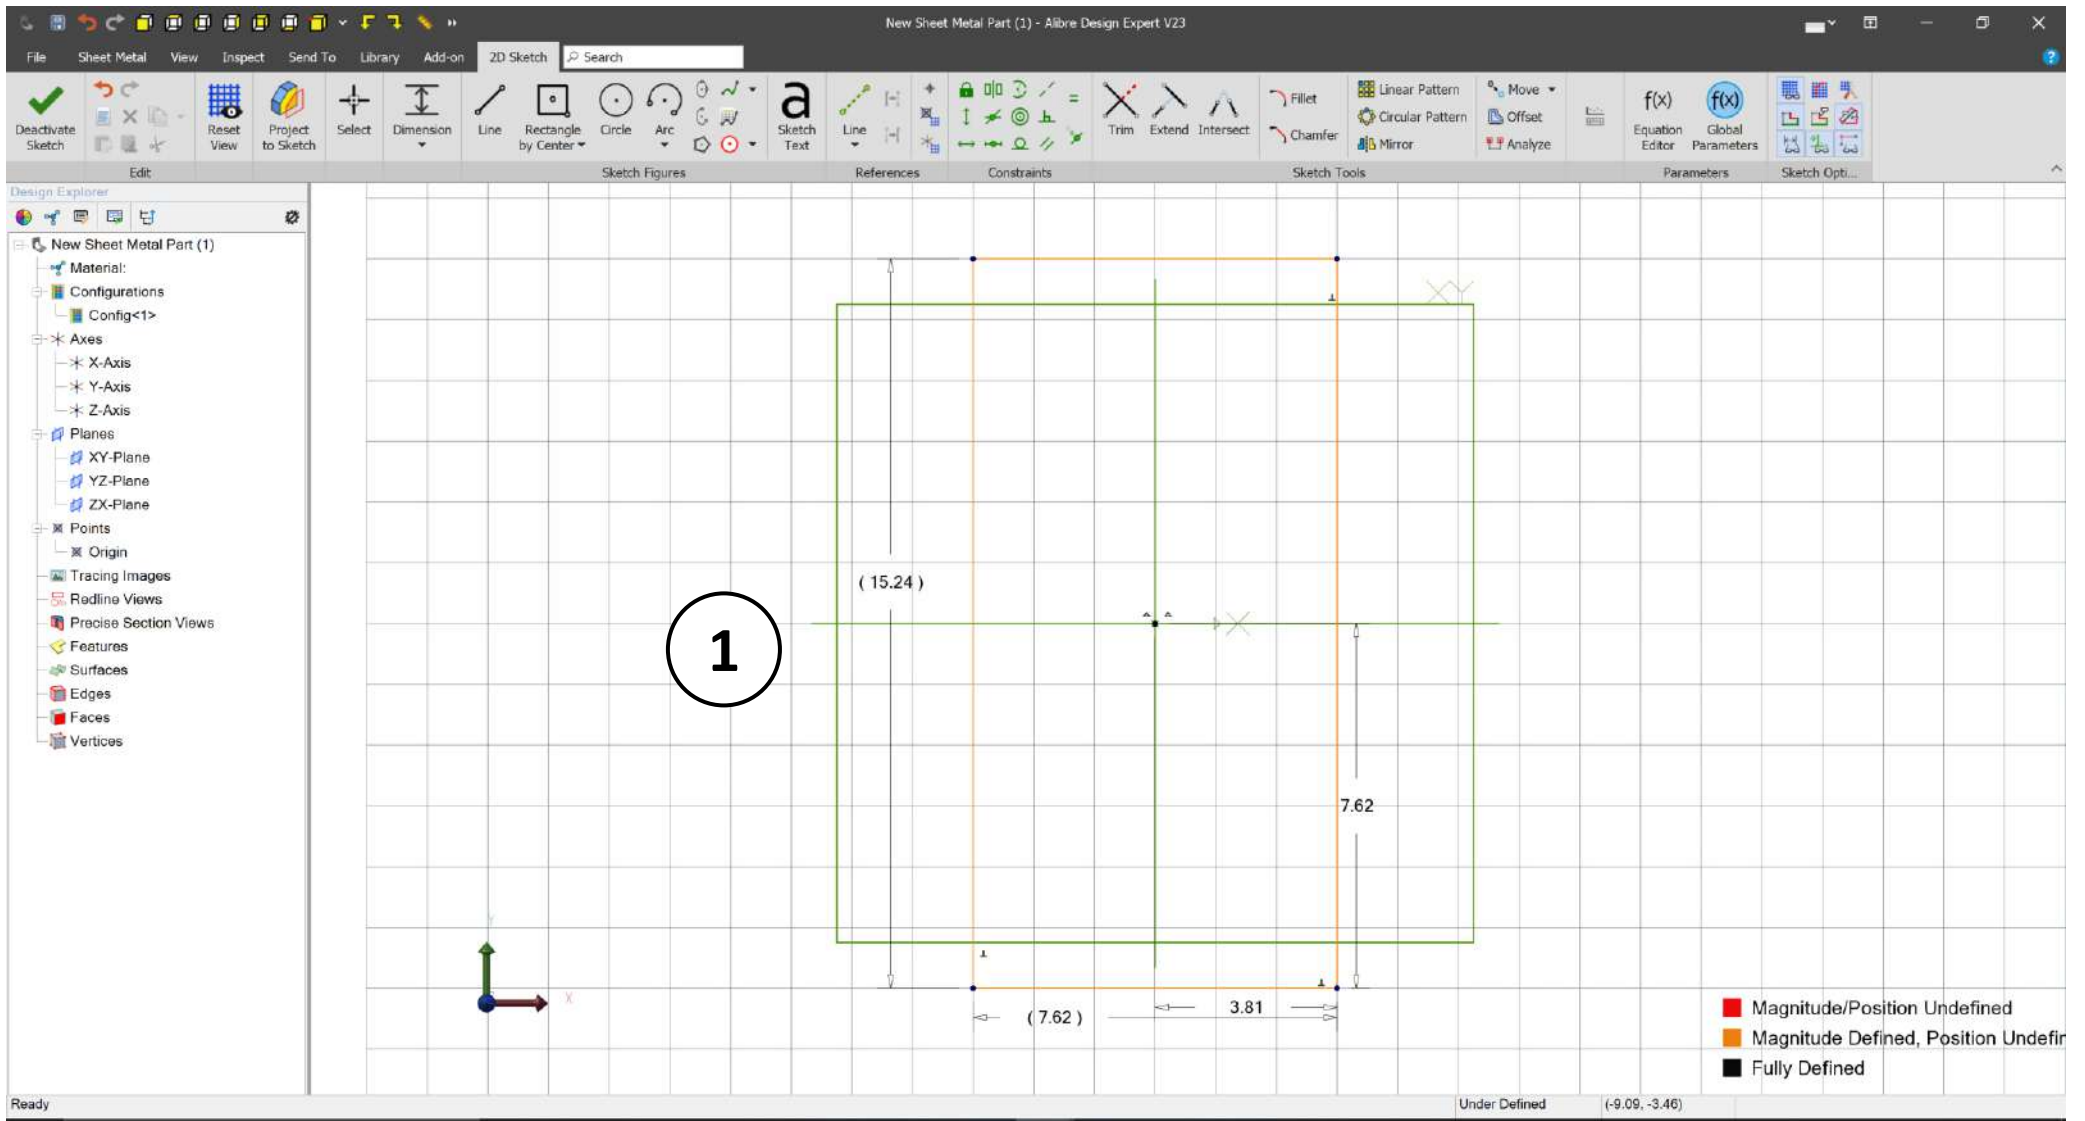 New Sheet Metal Part (1) - Alibre Design Expert V23
File Sheet Metal View Inspect Send To Library Add-on 2D Sketch Search
Deactivate Sketch
Reset View
Project to Sketch
Select
Dimension
Line
Rectangle by Center
Circle
Arc
a
Sketch Text
Line
Trim
Extend
Intersect
Fillet
Chamfer
Linear Pattern
Circular Pattern
Mirror
Move
Offset
Analyze
f(x)
Equation Editor
f(x)
Global Parameters
Edit
Sketch Figures
References
Constraints
Sketch Tools
Parameters
Sketch Opti...
Design Explorer
New Sheet Metal Part (1)
Material:
Configurations
Config<1>
Axes
X-Axis
Y-Axis
Z-Axis
Planes
XY-Plane
YZ-Plane
ZX-Plane
Points
Origin
Tracing Images
Redline Views
Precise Section Views
Features
Surfaces
Edges
Faces
Vertices
XY
( 15.24 )
1
X
7.62
Y
X
( 7.62 )
3.81
Magnitude/Position Undefined
Magnitude Defined, Position Undefin
Fully Defined
Ready
Under Defined
(-9.09, -3.46)